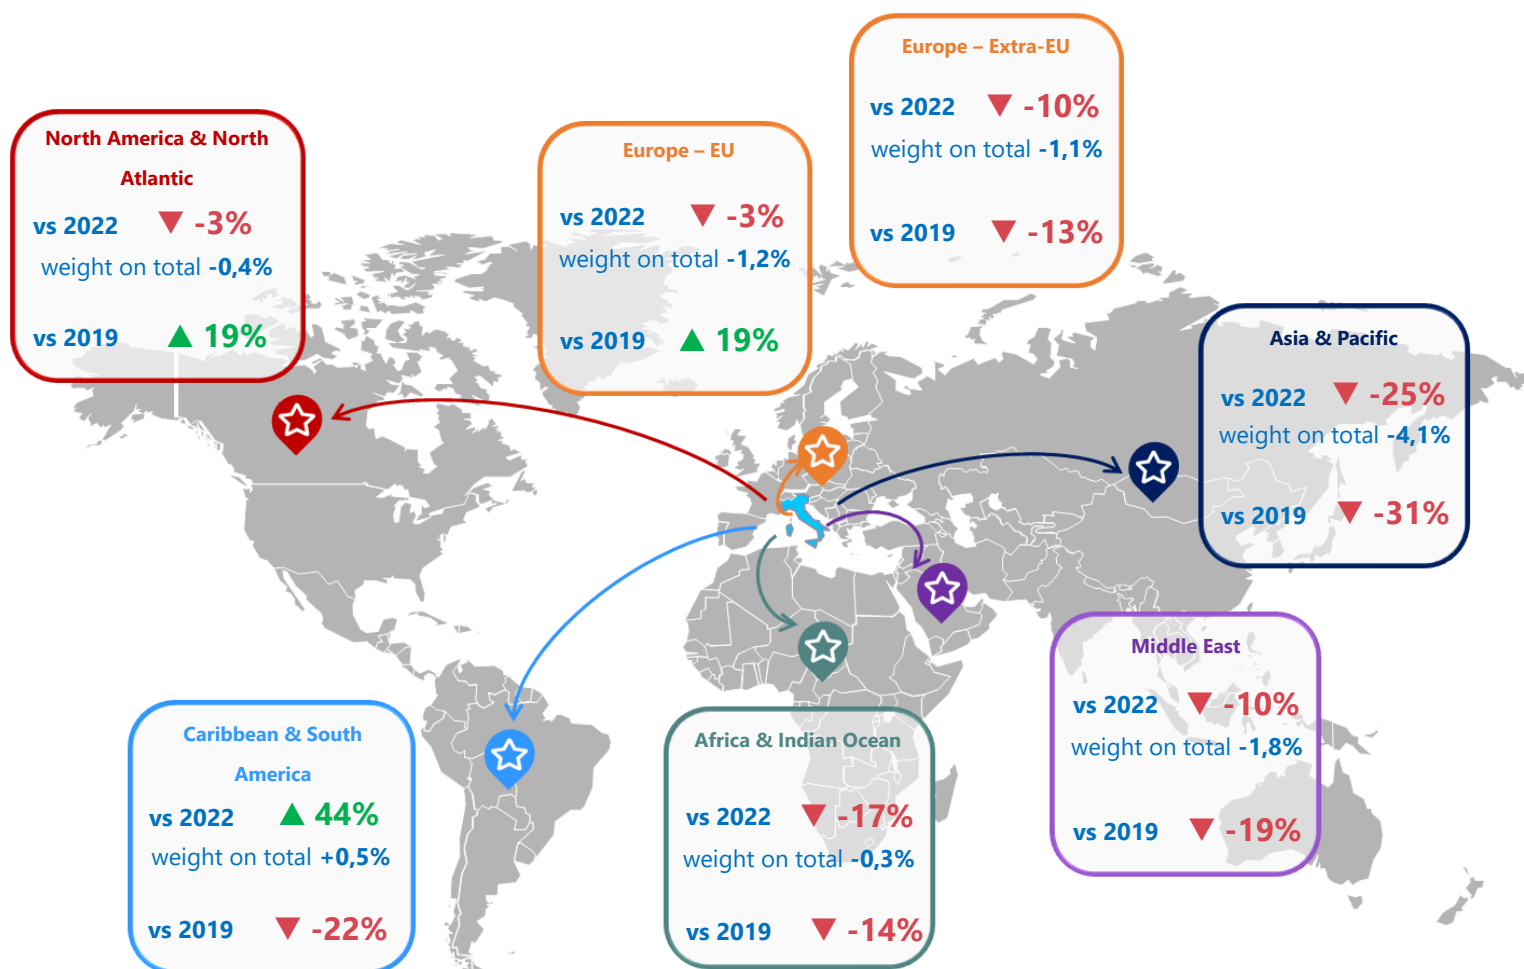 Europe – Extra-EU
vs 2022 ▼ -10%
weight on total -1,1%
vs 2019 ▼ -13%
North America & North
Atlantic
vs 2022 ▼ -3%
weight on total -0,4%
vs 2019 ▲ 19%
Europe – EU
vs 2022 ▼ -3%
weight on total -1,2%
vs 2019 ▲ 19%
Asia & Pacific
vs 2022 ▼ -25%
weight on total -4,1%
vs 2019 ▼ -31%
Middle East
vs 2022 ▼ -10%
weight on total -1,8%
vs 2019 ▼ -19%
Caribbean & South
America
vs 2022 ▲ 44%
weight on total +0,5%
vs 2019 ▼ -22%
Africa & Indian Ocean
vs 2022 ▼ -17%
weight on total -0,3%
vs 2019 ▼ -14%